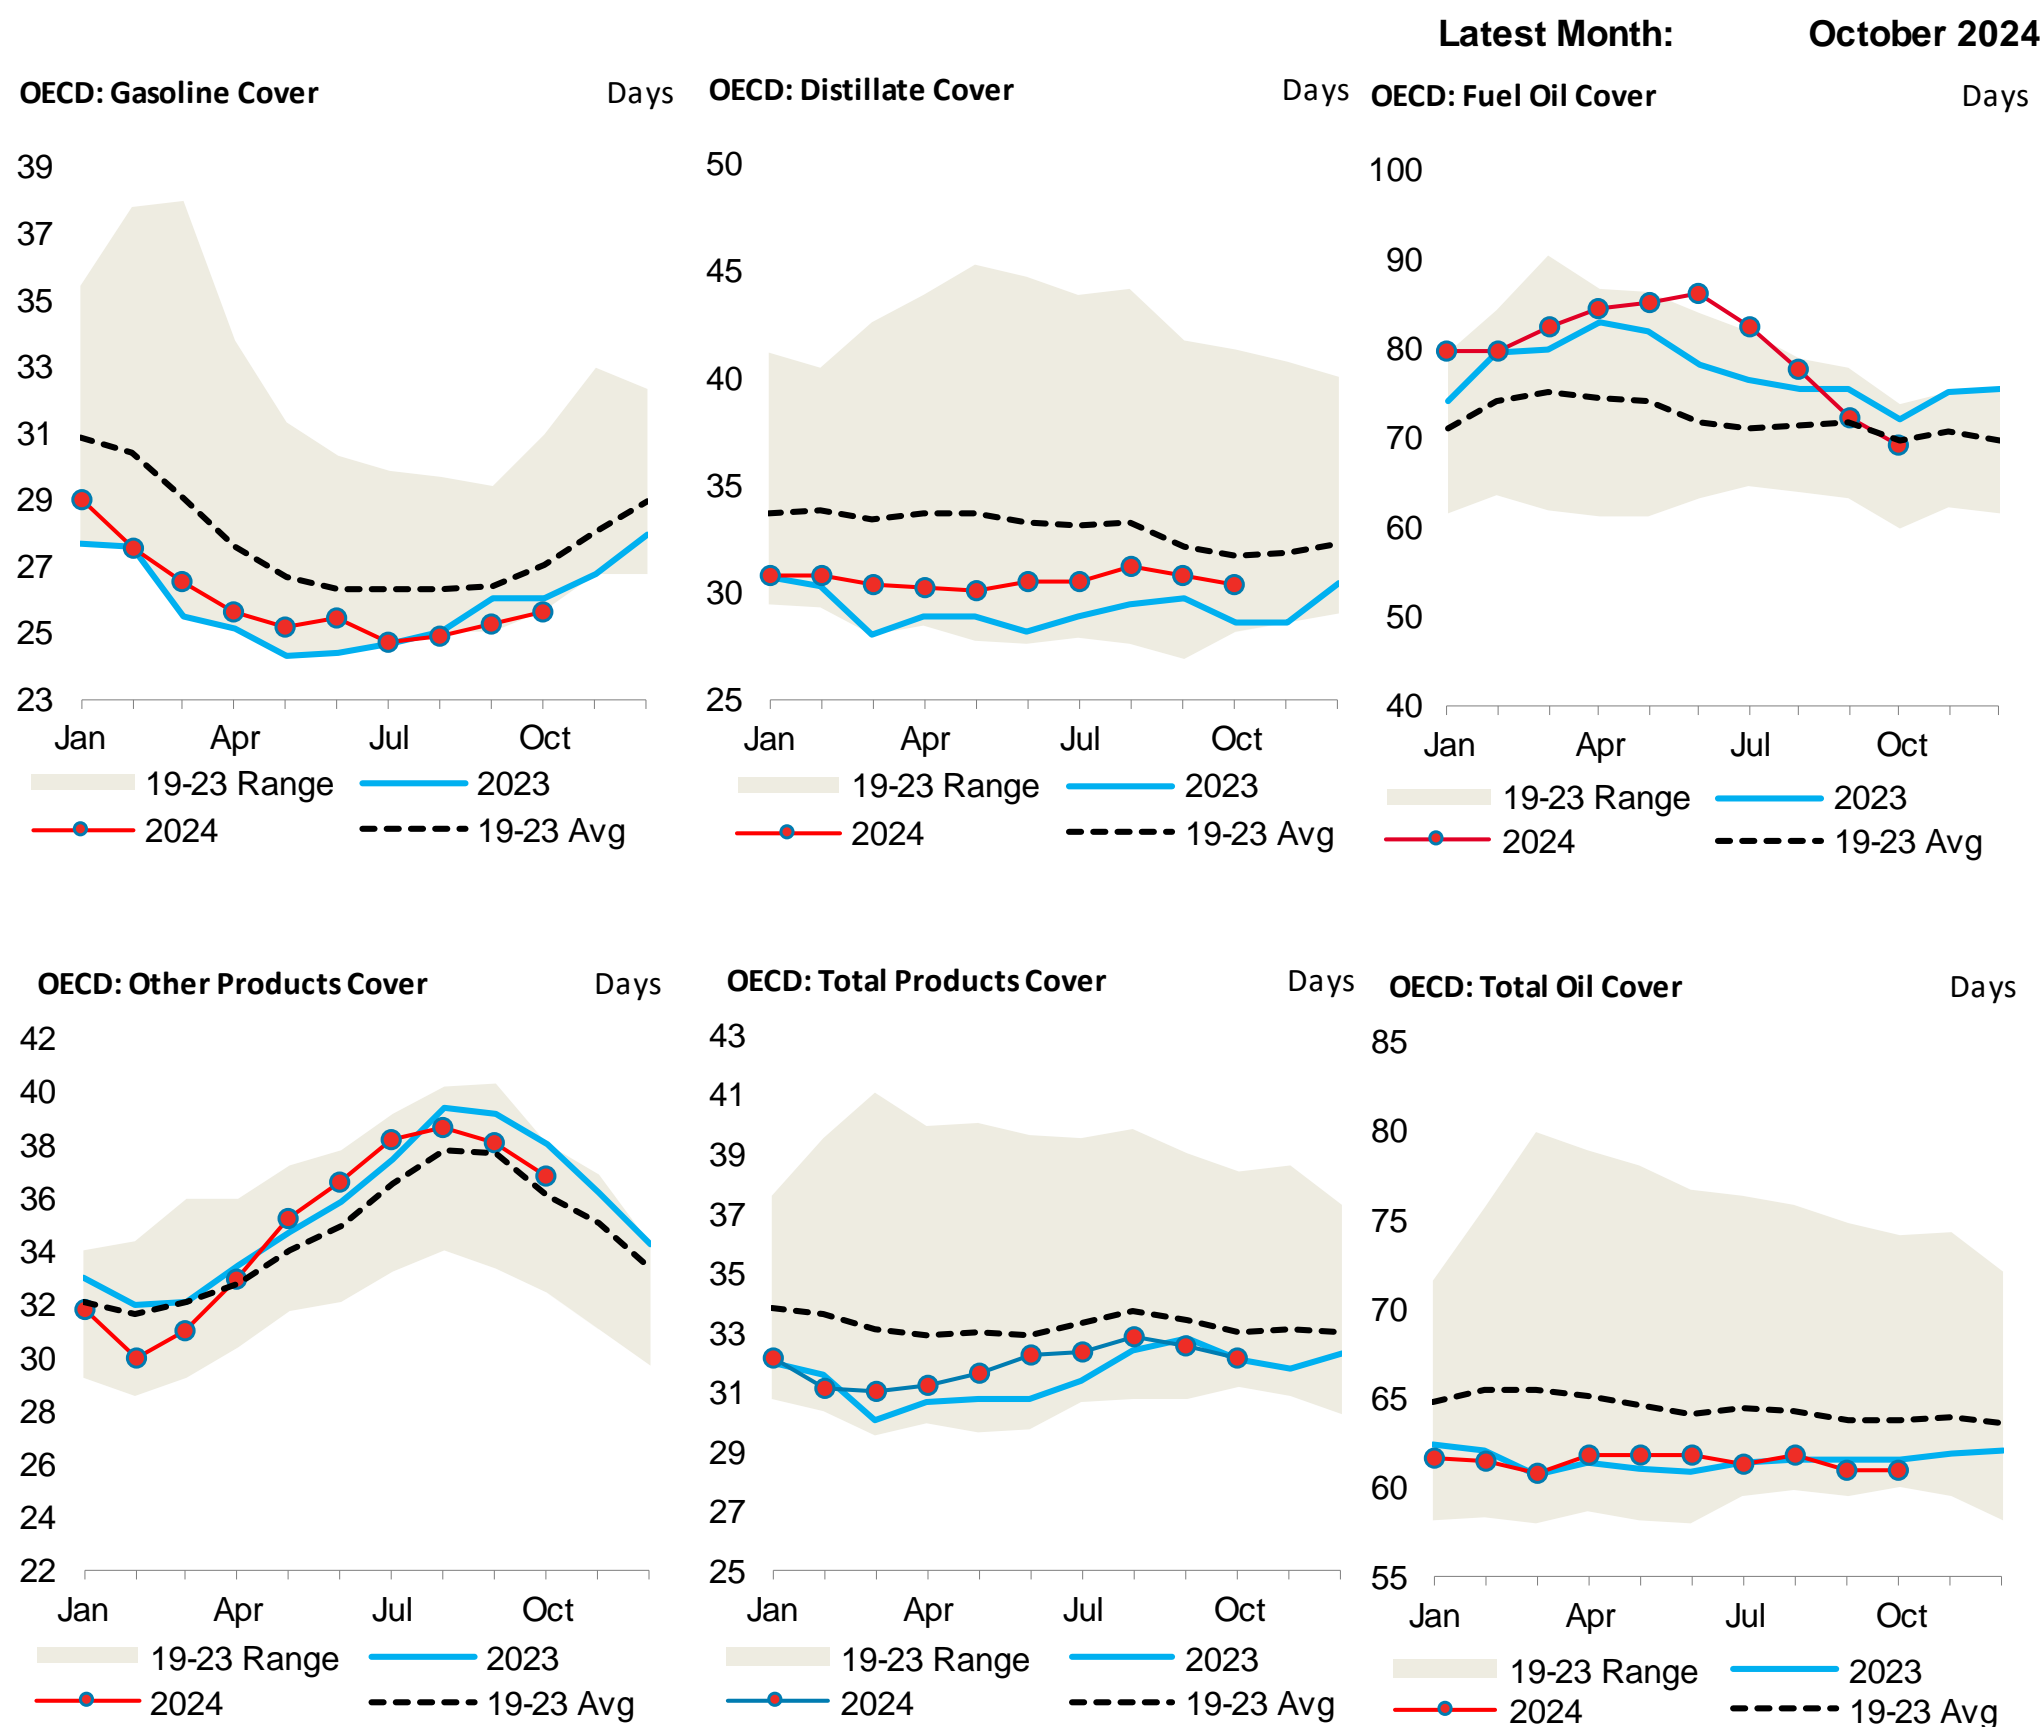 Latest Month: October 2024
OECD: Gasoline Cover Days
39
37
35
33
31
29
27
25
23
Jan Apr Jul Oct
19-23 Range 2023
2024 19-23 Avg
OECD: Distillate Cover Days
50
45
40
35
30
25
Jan Apr Jul Oct
19-23 Range 2023
2024 19-23 Avg
OECD: Fuel Oil Cover Days
100
90
80
70
60
50
40
Jan Apr Jul Oct
19-23 Range 2023
2024 19-23 Avg
OECD: Other Products Cover Days
42
40
38
36
34
32
30
28
26
24
22
Jan Apr Jul Oct
19-23 Range 2023
2024 19-23 Avg
OECD: Total Products Cover Days
43
41
39
37
35
33
31
29
27
25
Jan Apr Jul Oct
19-23 Range 2023
2024 19-23 Avg
OECD: Total Oil Cover Days
85
80
75
70
65
60
55
Jan Apr Jul Oct
19-23 Range 2023
2024 19-23 Avg